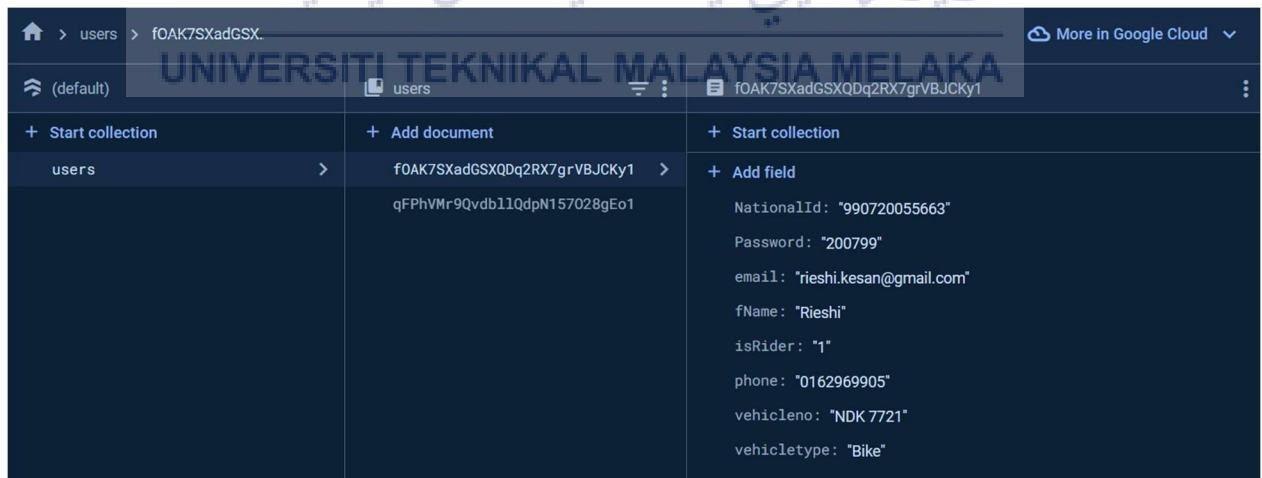 users > fOAK7SXadGSX..
More in Google Cloud
UNIVERSITI TEKNIKAL MALAYSIA MELAKA
(default)
users
fOAK7SXadGSXQDq2RX7grVBJCKy1
+ Start collection
+ Add document
+ Start collection
users
fOAK7SXadGSXQDq2RX7grVBJCKy1
+ Add field
qFPhVMr9QvdbllQdpN157028gEo1
NationalId: "990720055663"
Password: "200799"
email: "rieshi.kesan@gmail.com"
fName: "Rieshi"
isRider: "1"
phone: "0162969905"
vehicleno: "NDK 7721"
vehicletype: "Bike"